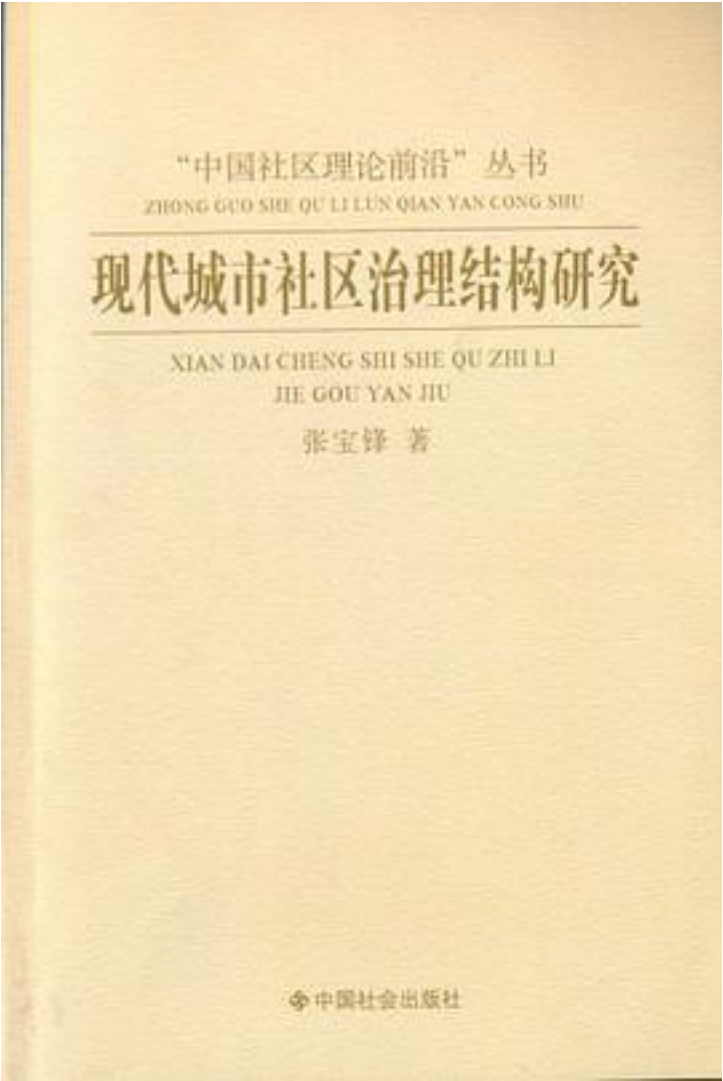 “中国社区理论前沿”丛书
ZHONG GUO SHE QU LI LUN QIAN YAN CONG SHU
现代城市社区治理结构研究
XIAN DAI CHENG SHI SHE QU ZHI LI
JIE GOU YAN JIU
张宝锋 著
中国社会出版社